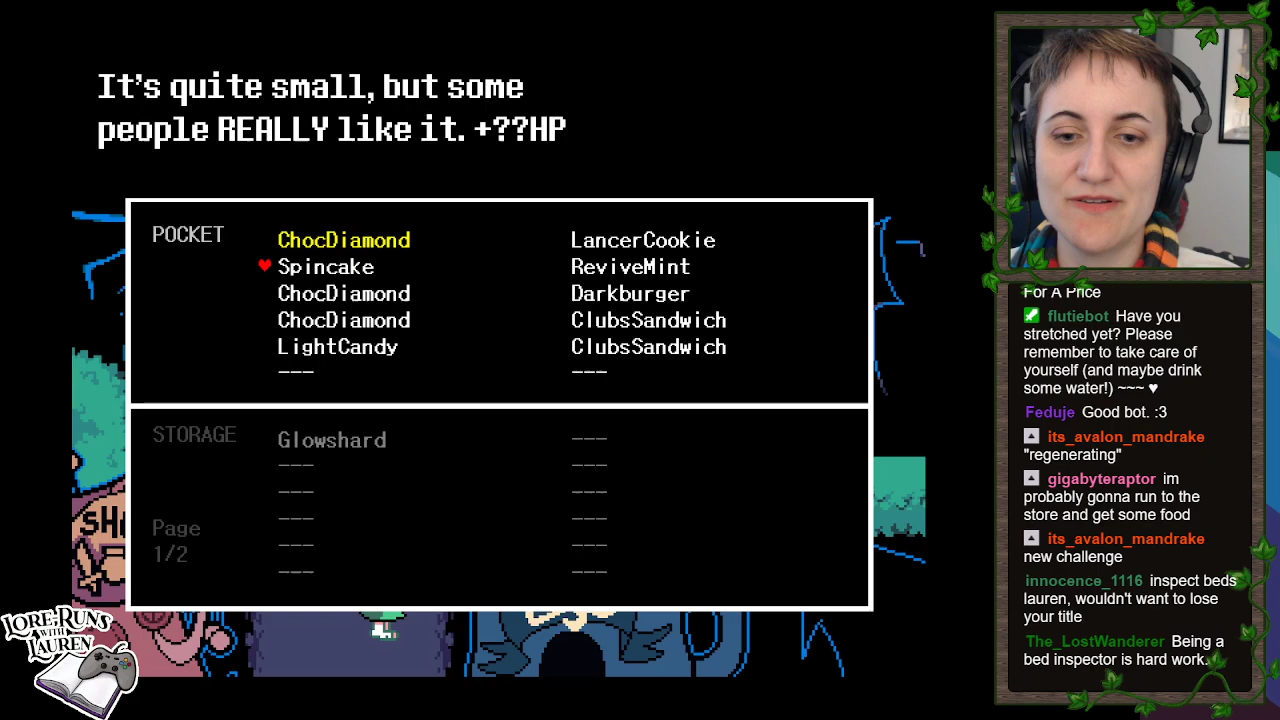 It's quite small, but some
people REALLY like it. +??HP
POCKET
ChocDiamond
LancerCookie
Spincake
ReviveMint
ChocDiamond
Darkburger
ChocDiamond
ClubsSandwich
LightCandy
ClubsSandwich
---
---
STORAGE
Glowshard
---
---
---
---
---
---
---
Page
1/2
---
---
---
---
SH
LORE-RUNS
WITH
LAUREN
For A Price
flutiebot Have you
stretched yet? Please
remember to take care of
yourself (and maybe drink
some water!) ~~~ ♥
Feduje Good bot. :3
its_avalon_mandrake
"regenerating"
gigabyteraptor im
probably gonna run to the
store and get some food
its_avalon_mandrake
new challenge
innocence_1116 inspect beds
lauren, wouldn't want to lose
your title
The_LostWanderer Being a
bed inspector is hard work.